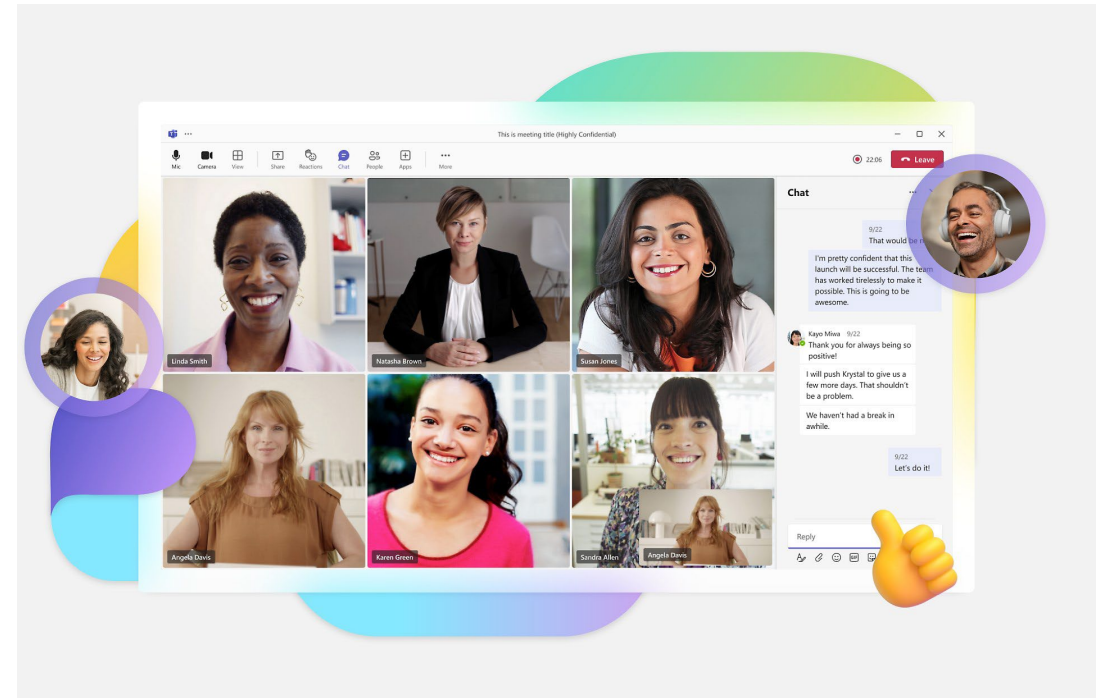 This is meeting title (Highly Confidential)
Mic
Camera
View
Share
Reactions
Chat
People
Apps
More
22:06
Leave
Linda Smith
Natasha Brown
Susan Jones
Angela Davis
Karen Green
Sandra Allen
Angela Davis
Chat
9/22
That would be
I'm pretty confident that this
launch will be successful. The team
has worked tirelessly to make it
possible. This is going to be
awesome.
Kayo Miwa 9/22
Thank you for always being so
positive!
I will push Krystal to give us a
few more days. That shouldn't
be a problem.
We haven't had a break in
awhile.
9/22
Let's do it!
Reply
GIF